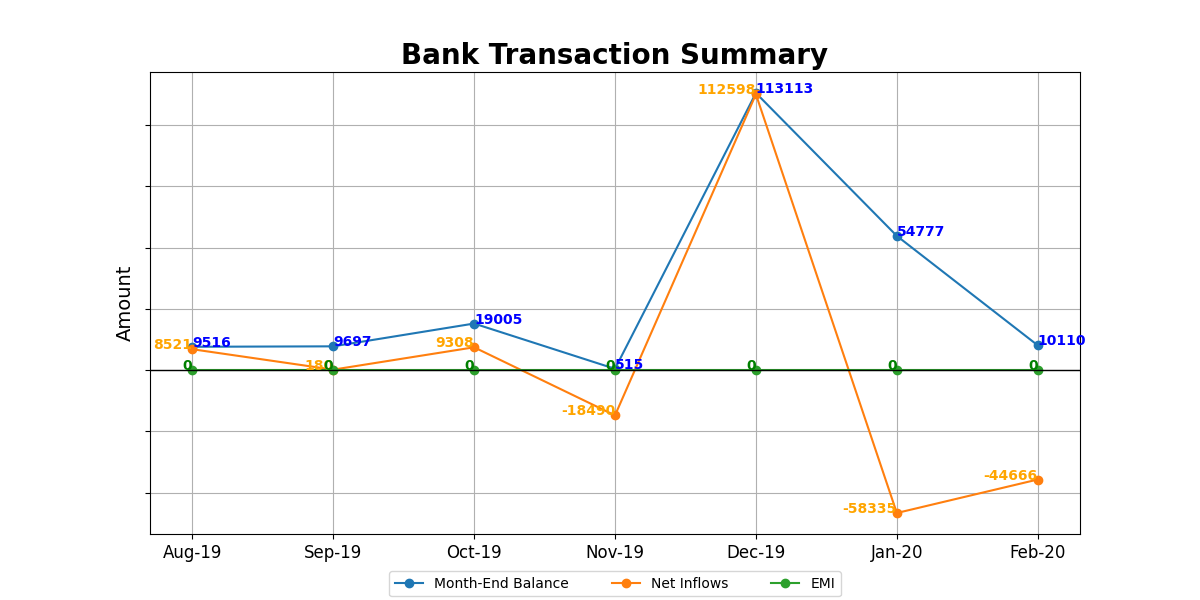 Bank Transaction Summary
112598 113113
54777
19005
9308
8521 9516
9697
10110
180
0 0 0 0 515 0 0 0
-18490
-44666
-58335
Amount
Aug-19 Sep-19 Oct-19 Nov-19 Dec-19 Jan-20 Feb-20
Month-End Balance Net Inflows EMI